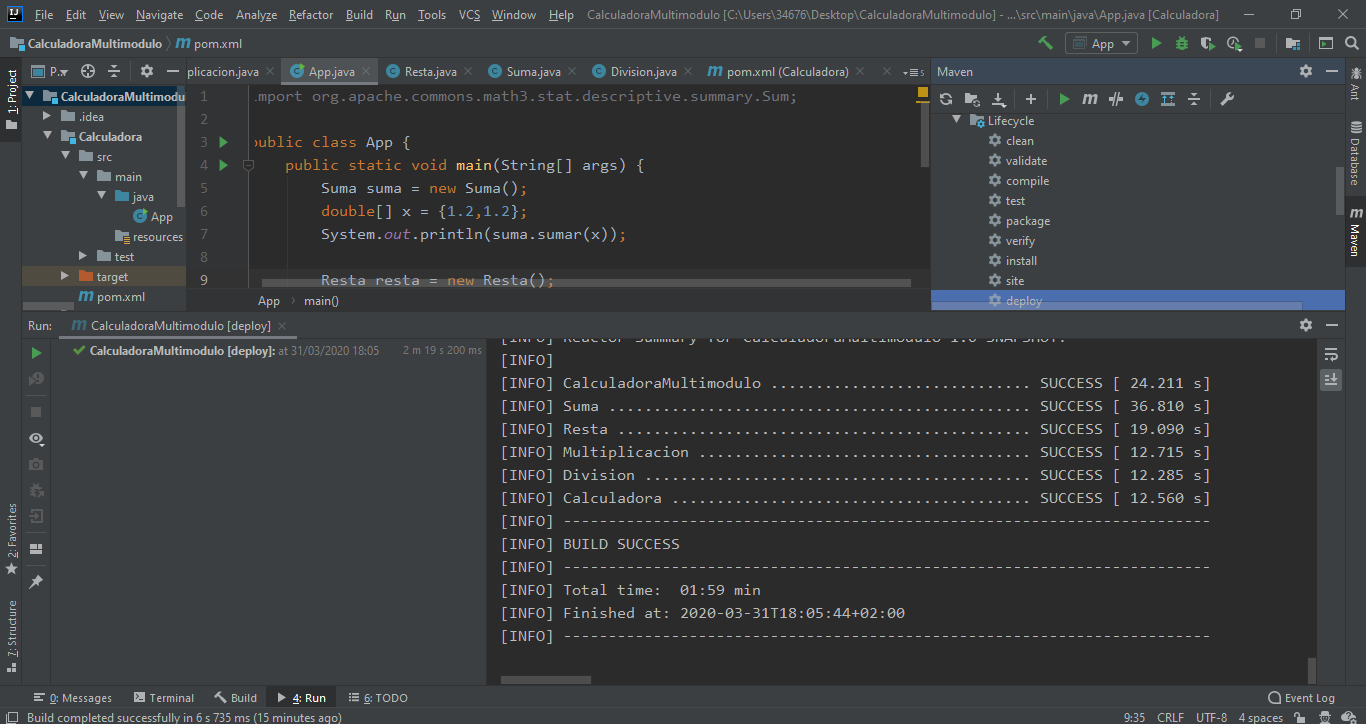 File Edit View Navigate Code Analyze Refactor Build Run Tools VCS Window Help CalculadoraMultimodulo [C:\Users\34676\Desktop\CalculadoraMultimodulo] - ...\src\main\java\App.java [Calculadora]
CalculadoraMultimodulo m pom.xml
App
1: Project
P..
plicacion.java
App.java
Resta.java
Suma.java
Division.java
m pom.xml (Calculadora)
5
Maven
CalculadoraMultimodu
.idea
Calculadora
src
main
java
App
resources
test
target
m pom.xml
1 mport org.apache.commons.math3.stat.descriptive.summary.Sum;
2
3 public class App {
4 public static void main(String[] args) {
5 Suma suma = new Suma();
6 double[] x = {1.2,1.2};
7 System.out.println(suma.sumar(x));
8
9 Resta resta = new Resta();
App main()
m
Lifecycle
clean
validate
compile
test
package
verify
install
site
deploy
Ant
Database
m Maven
Run: m CalculadoraMultimodulo [deploy]
CalculadoraMultimodulo [deploy]: at 31/03/2020 18:05 2 m 19 s 200 ms
[INFO] Reactor Summary for CalculadoraMultimodulo 1.0-SNAPSHOT:
[INFO]
[INFO] CalculadoraMultimodulo ............................. SUCCESS [ 24.211 s]
[INFO] Suma ............................................... SUCCESS [ 36.810 s]
[INFO] Resta .............................................. SUCCESS [ 19.090 s]
[INFO] Multiplicacion ..................................... SUCCESS [ 12.715 s]
[INFO] Division ........................................... SUCCESS [ 12.285 s]
[INFO] Calculadora ........................................ SUCCESS [ 12.560 s]
[INFO] ------------------------------------------------------------------------
[INFO] BUILD SUCCESS
[INFO] ------------------------------------------------------------------------
[INFO] Total time:  01:59 min
[INFO] Finished at: 2020-03-31T18:05:44+02:00
[INFO] ------------------------------------------------------------------------
2: Favorites
7: Structure
0: Messages Terminal Build 4: Run 6: TODO Event Log
Build completed successfully in 6 s 735 ms (15 minutes ago) 9:35 CRLF UTF-8 4 spaces